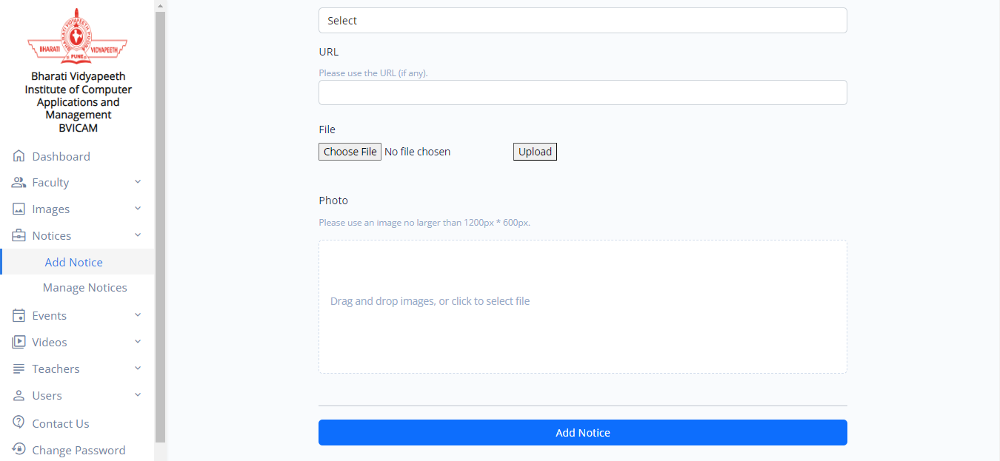 BHARATI VIDYAPEETH
PUNE
Bharati Vidyapeeth
Institute of Computer
Applications and
Management
BVICAM
Dashboard
Faculty
Images
Notices
Add Notice
Manage Notices
Events
Videos
Teachers
Users
Contact Us
Change Password
Select
URL
Please use the URL (if any).
File
Choose File No file chosen Upload
Photo
Please use an image no larger than 1200px * 600px.
Drag and drop images, or click to select file
Add Notice